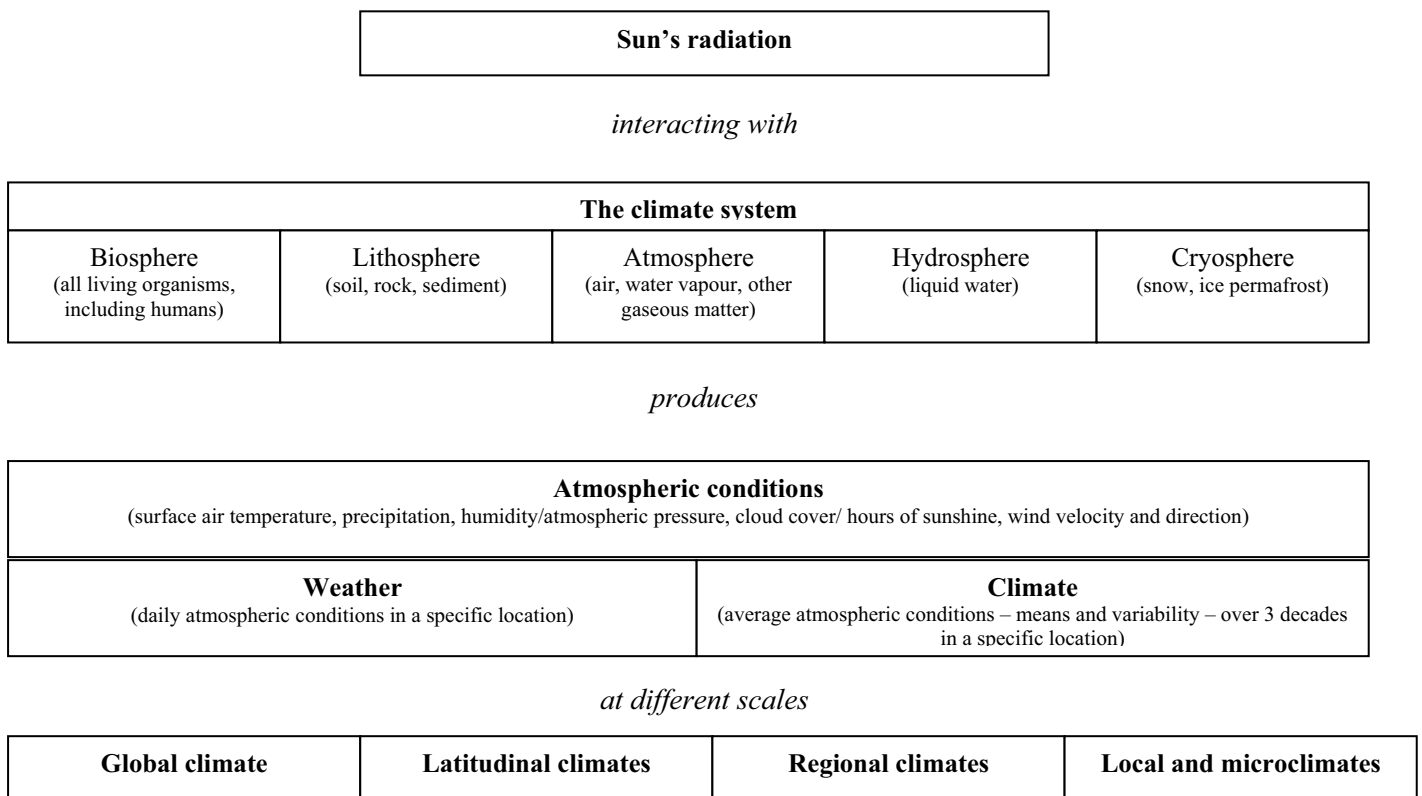 Sun’s radiation
interacting with
The climate system
Biosphere
(all living organisms,
including humans)
Lithosphere
(soil, rock, sediment)
Atmosphere
(air, water vapour, other
gaseous matter)
Hydrosphere
(liquid water)
Cryosphere
(snow, ice permafrost)
produces
Atmospheric conditions
(surface air temperature, precipitation, humidity/atmospheric pressure, cloud cover/ hours of sunshine, wind velocity and direction)
Weather
(daily atmospheric conditions in a specific location)
Climate
(average atmospheric conditions – means and variability – over 3 decades
in a specific location)
at different scales
Global climate
Latitudinal climates
Regional climates
Local and microclimates